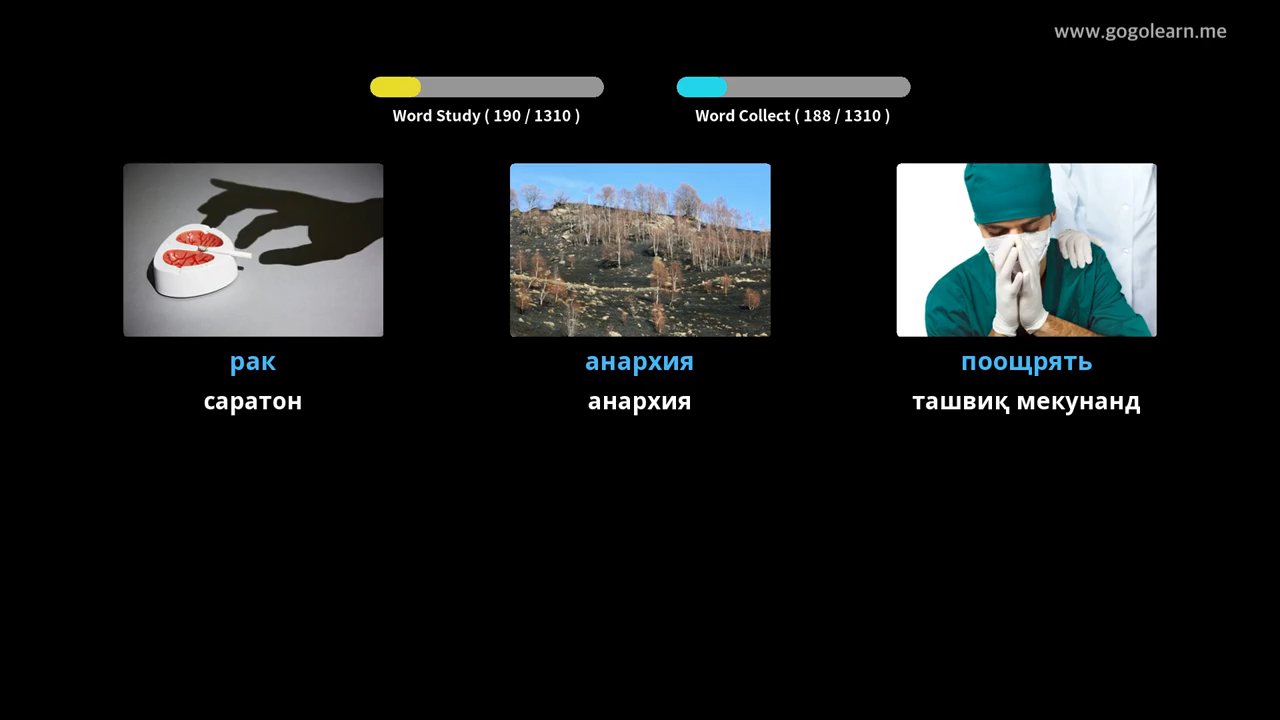 www.gogolearn.me
Word Study ( 190 / 1310 )
Word Collect ( 188 / 1310 )
рак
анархия
поощрять
саратон
анархия
ташвиқ мекунанд